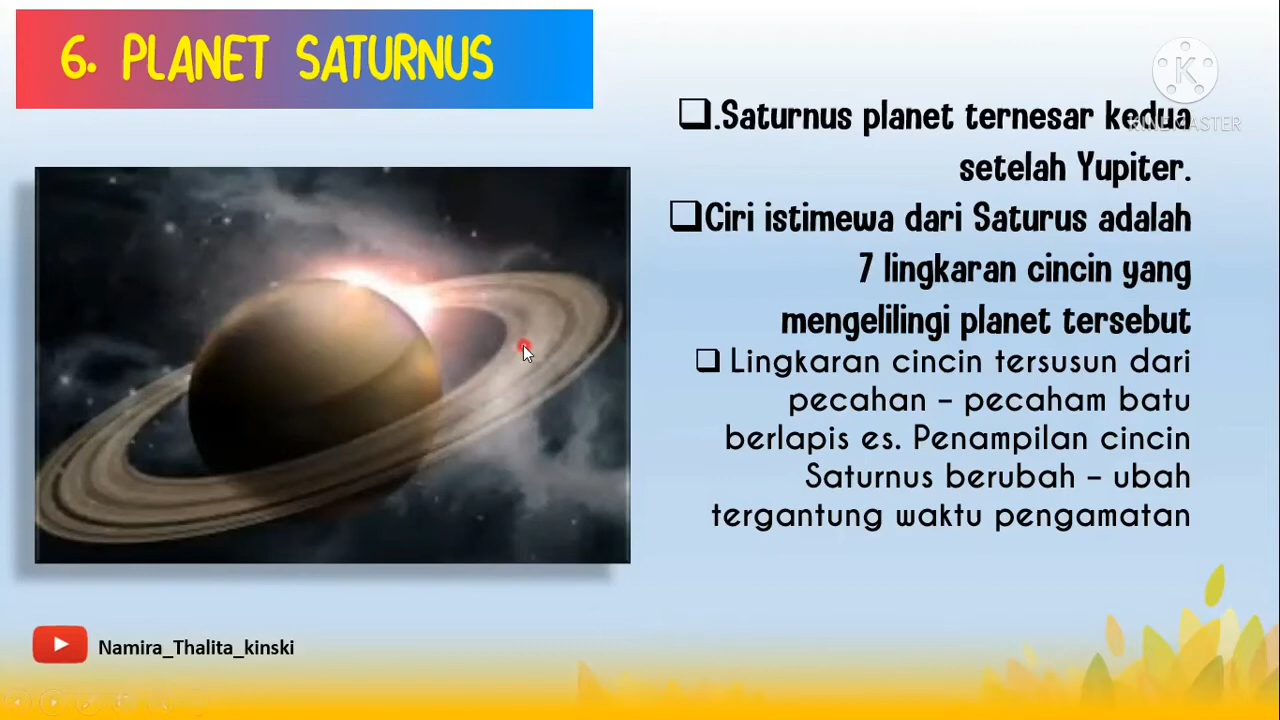 6. PLANET SATURNUS
K
KINEMASTER
.Saturnus planet ternesar kedua
setelah Yupiter.
Ciri istimewa dari Saturus adalah
7 lingkaran cincin yang
mengelilingi planet tersebut
Lingkaran cincin tersusun dari
pecahan – pecaham batu
berlapis es. Penampilan cincin
Saturnus berubah – ubah
tergantung waktu pengamatan
Namira_Thalita_kinski